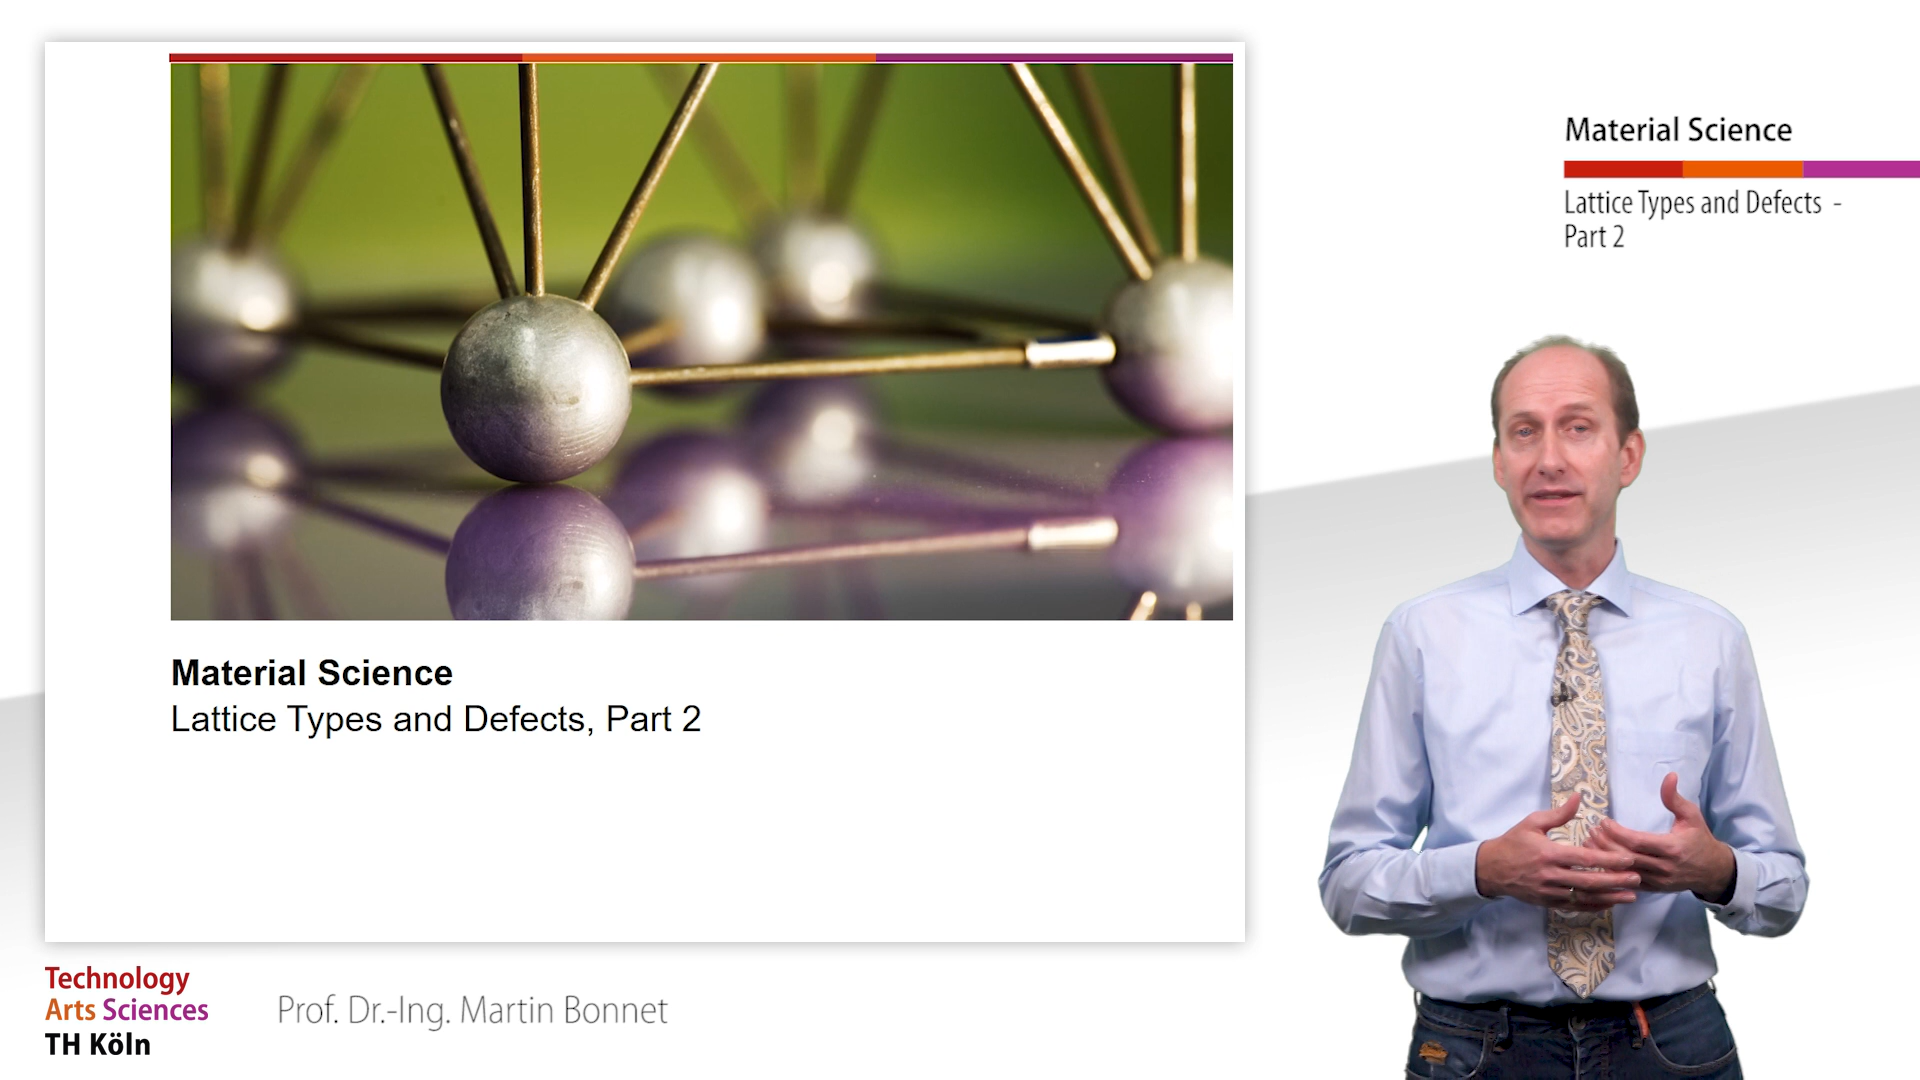 Material Science
Lattice Types and Defects -
Part 2
Material Science
Lattice Types and Defects, Part 2
Technology
Arts Sciences
TH Köln
Prof. Dr.-Ing. Martin Bonnet